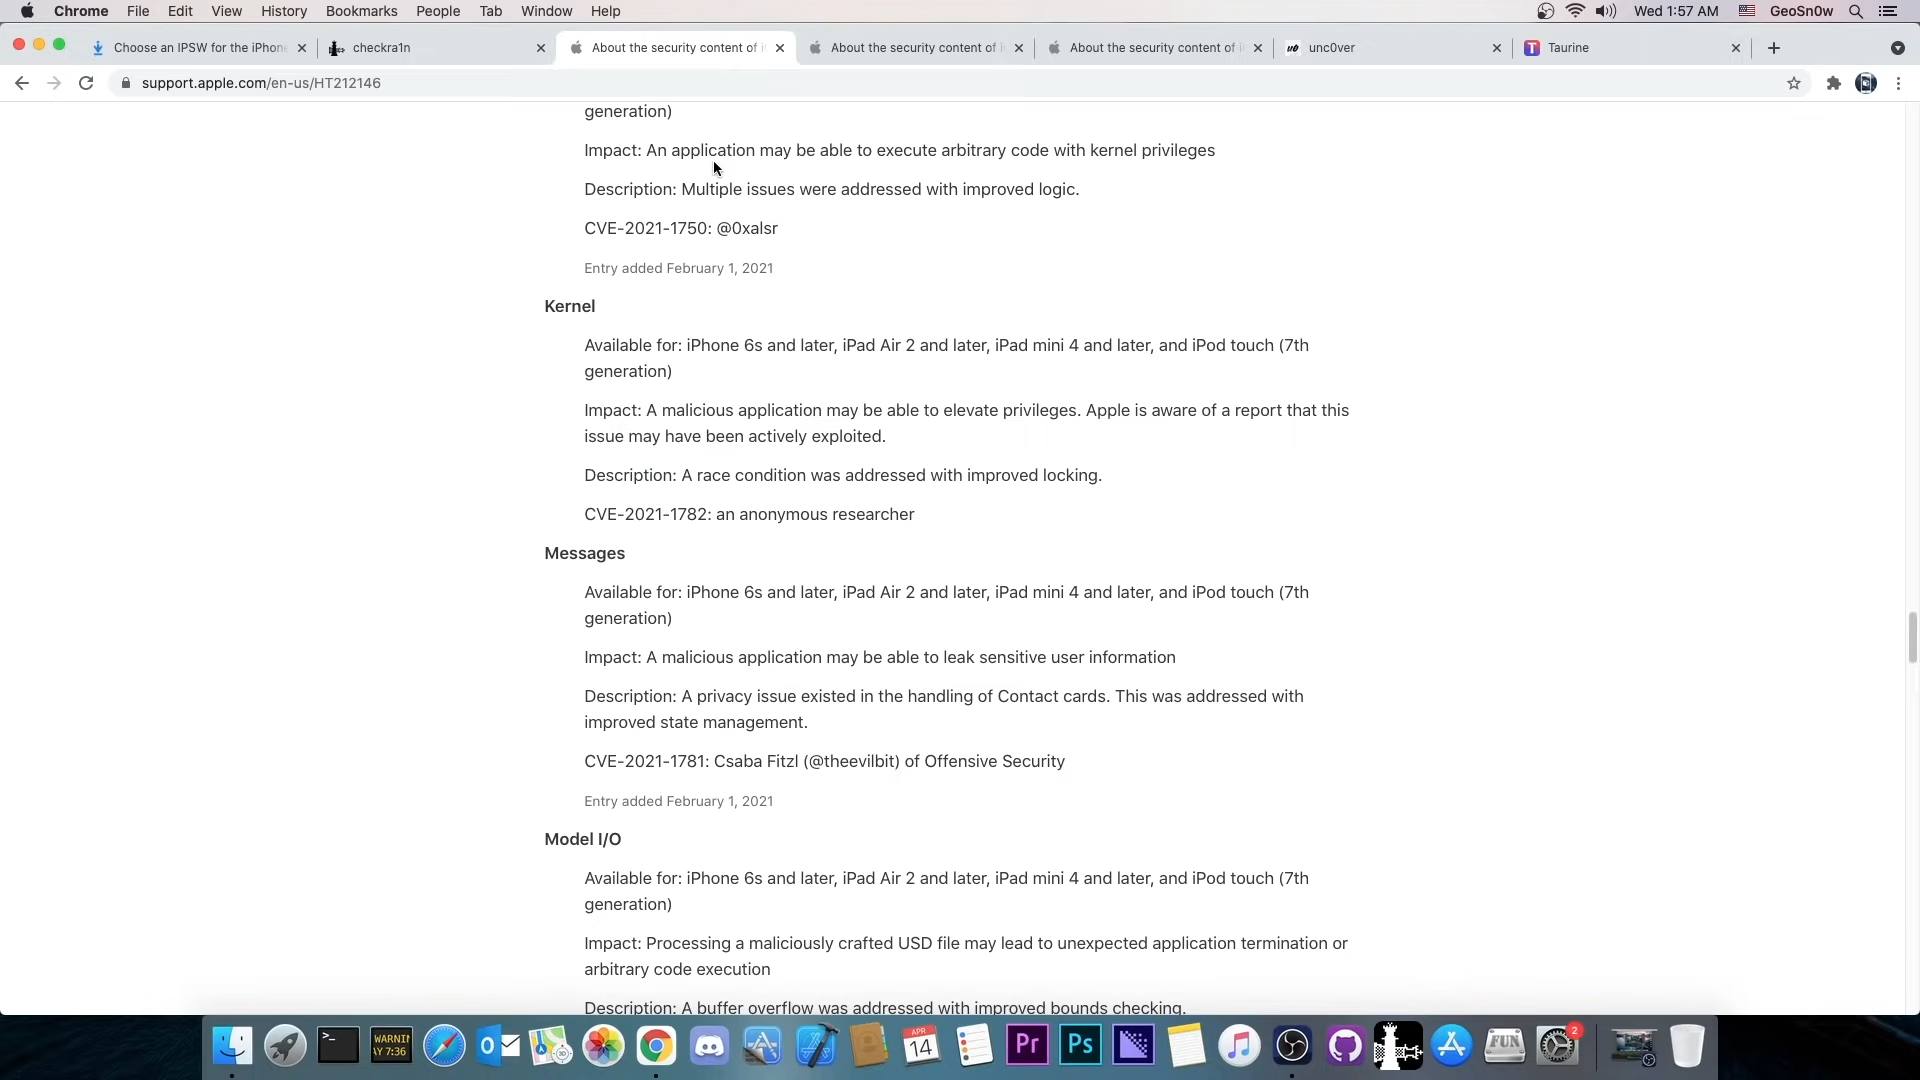 Chrome File Edit View History Bookmarks People Tab Window Help Wed 1:57 AM GeoSn0w
Choose an IPSW for the iPhone checkra1n About the security content of i About the security content of About the security content of unc0ver Taurine
support.apple.com/en-us/HT212146
generation)
Impact: An application may be able to execute arbitrary code with kernel privileges
Description: Multiple issues were addressed with improved logic.
CVE-2021-1750: @0xalsr
Entry added February 1, 2021
Kernel
Available for: iPhone 6s and later, iPad Air 2 and later, iPad mini 4 and later, and iPod touch (7th
generation)
Impact: A malicious application may be able to elevate privileges. Apple is aware of a report that this
issue may have been actively exploited.
Description: A race condition was addressed with improved locking.
CVE-2021-1782: an anonymous researcher
Messages
Available for: iPhone 6s and later, iPad Air 2 and later, iPad mini 4 and later, and iPod touch (7th
generation)
Impact: A malicious application may be able to leak sensitive user information
Description: A privacy issue existed in the handling of Contact cards. This was addressed with
improved state management.
CVE-2021-1781: Csaba Fitzl (@theevilbit) of Offensive Security
Entry added February 1, 2021
Model I/O
Available for: iPhone 6s and later, iPad Air 2 and later, iPad mini 4 and later, and iPod touch (7th
generation)
Impact: Processing a maliciously crafted USD file may lead to unexpected application termination or
arbitrary code execution
Description: A buffer overflow was addressed with improved bounds checking.
WARNIN
AY 7:36
APR
14
Pr
Ps
FUN
2